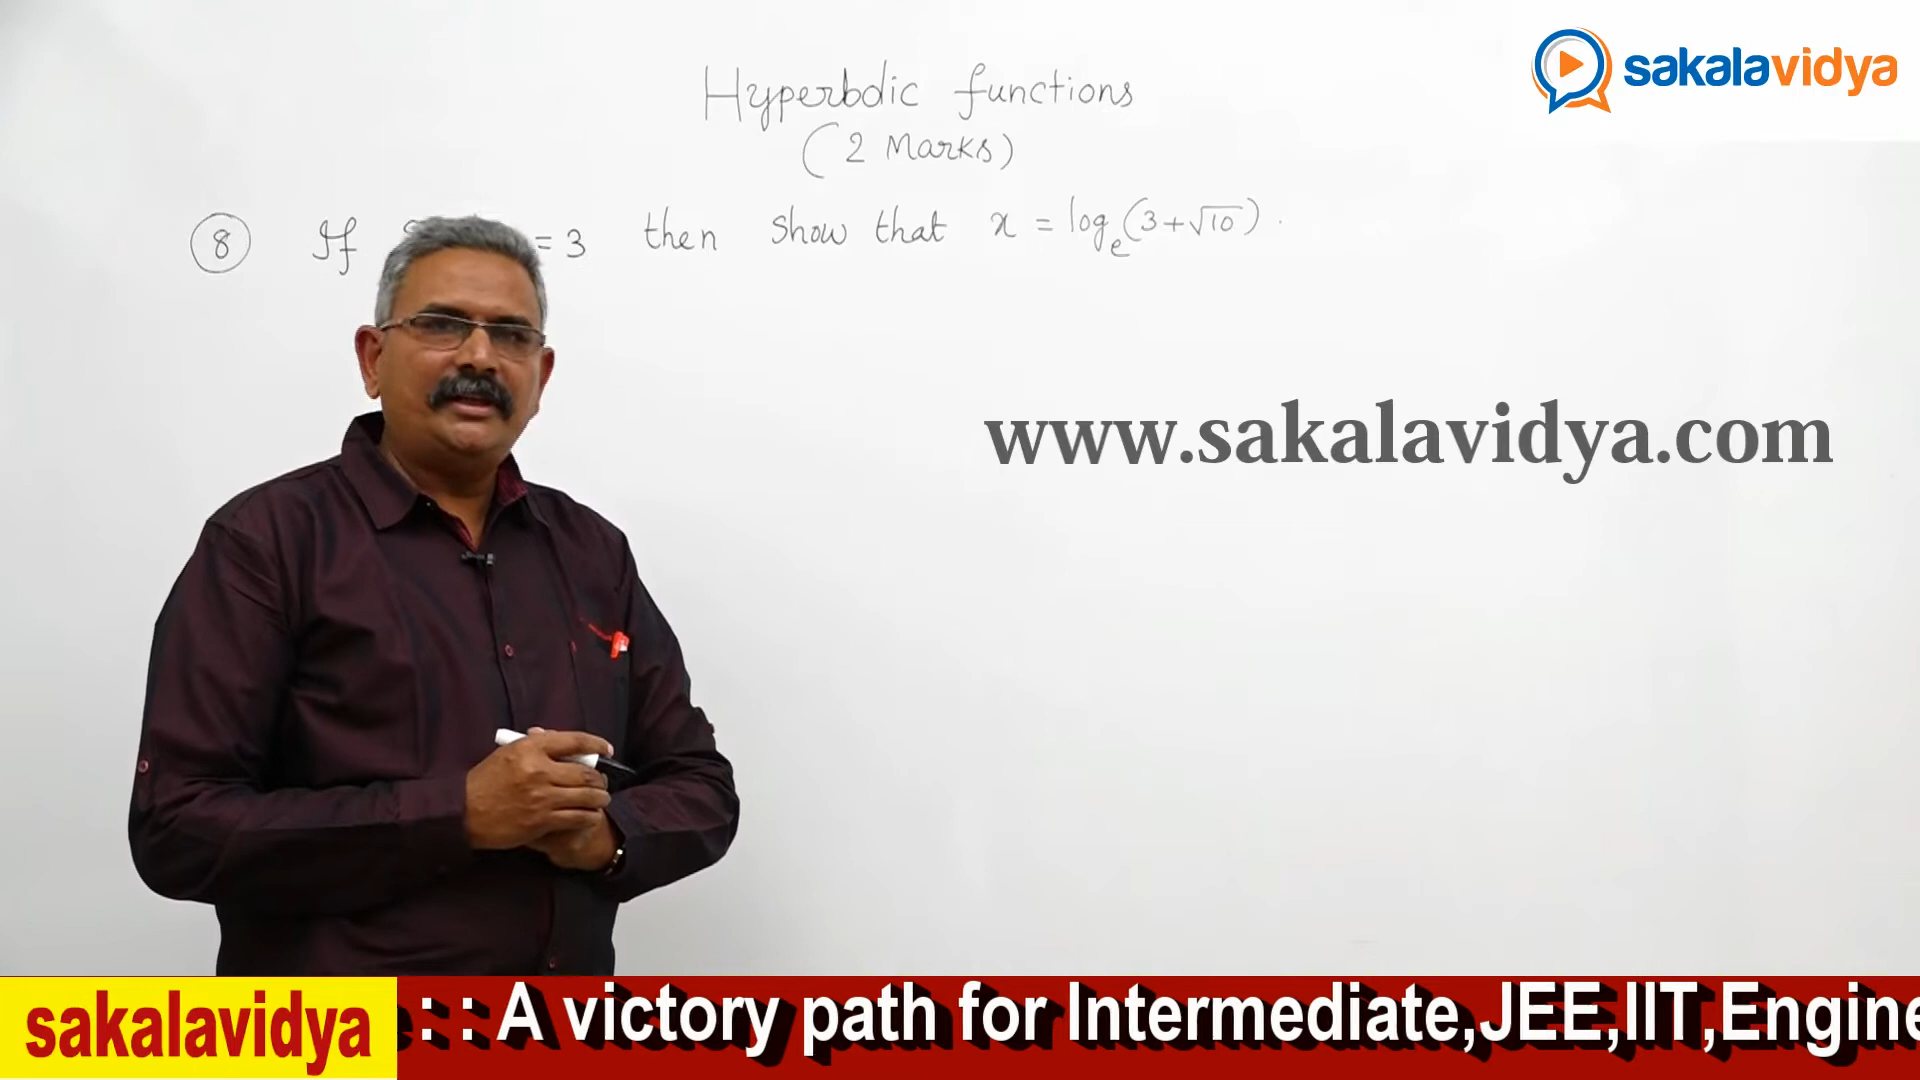 sakalavidya
Hyperbolic functions
(2 Marks)
8 If = 3 then show that x = logₑ(3+√10).
www.sakalavidya.com
sakalavidya : : A victory path for Intermediate,JEE,IIT,Engine